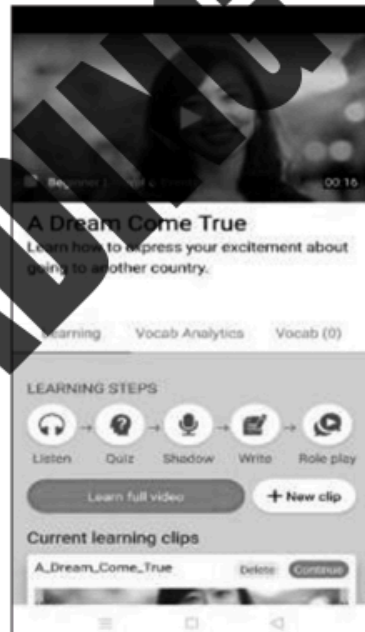 Beginner
00:16
A Dream Come True
Learn how to express your excitement about
going to another country.
Learning Vocab Analytics Vocab (0)
LEARNING STEPS
Listen Quiz Shadow Write Role play
Learn full video + New clip
Current learning clips
A_Dream_Come_True Delete Continue